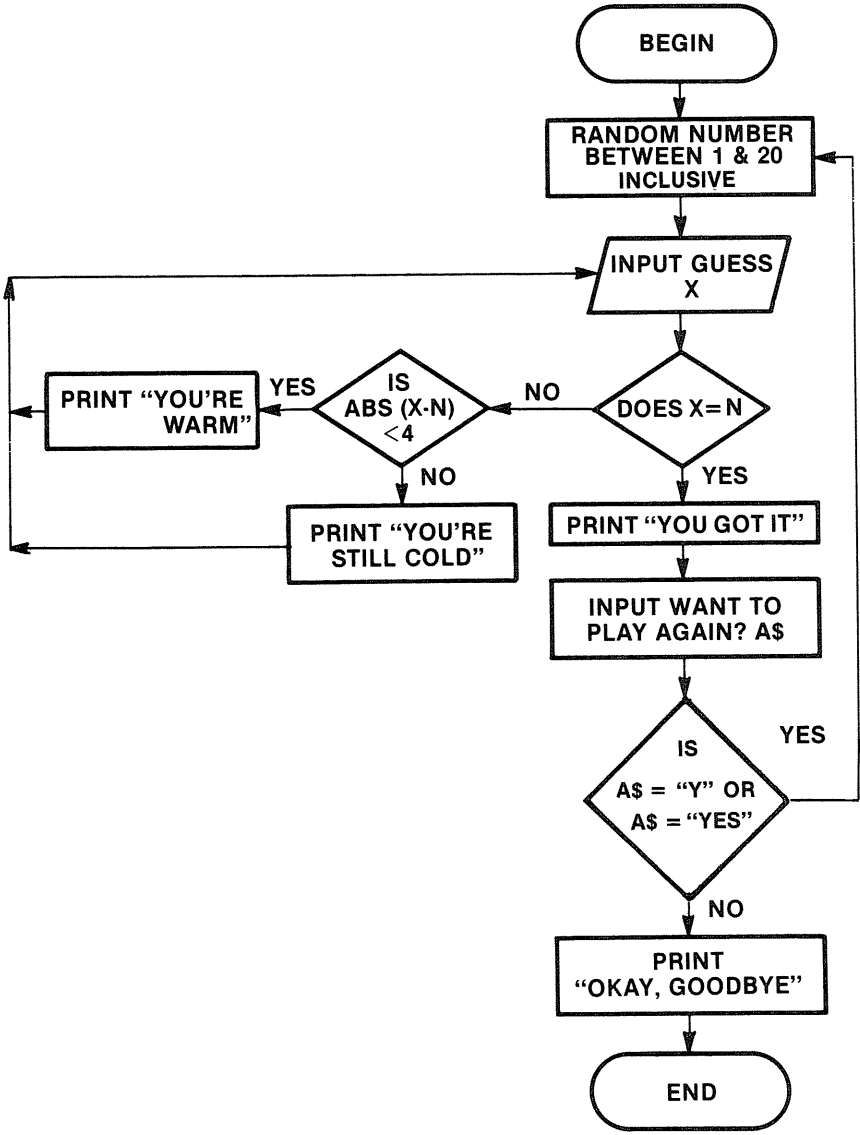 BEGIN
RANDOM NUMBER
BETWEEN 1 & 20
INCLUSIVE
INPUT GUESS
X
DOES X = N
NO
IS
ABS (X-N)
<4
YES
PRINT “YOU'RE
WARM”
NO
PRINT “YOU'RE
STILL COLD”
YES
PRINT “YOU GOT IT”
INPUT WANT TO
PLAY AGAIN? A$
IS
A$ = “Y” OR
A$ = “YES”
YES
NO
PRINT
“OKAY, GOODBYE”
END